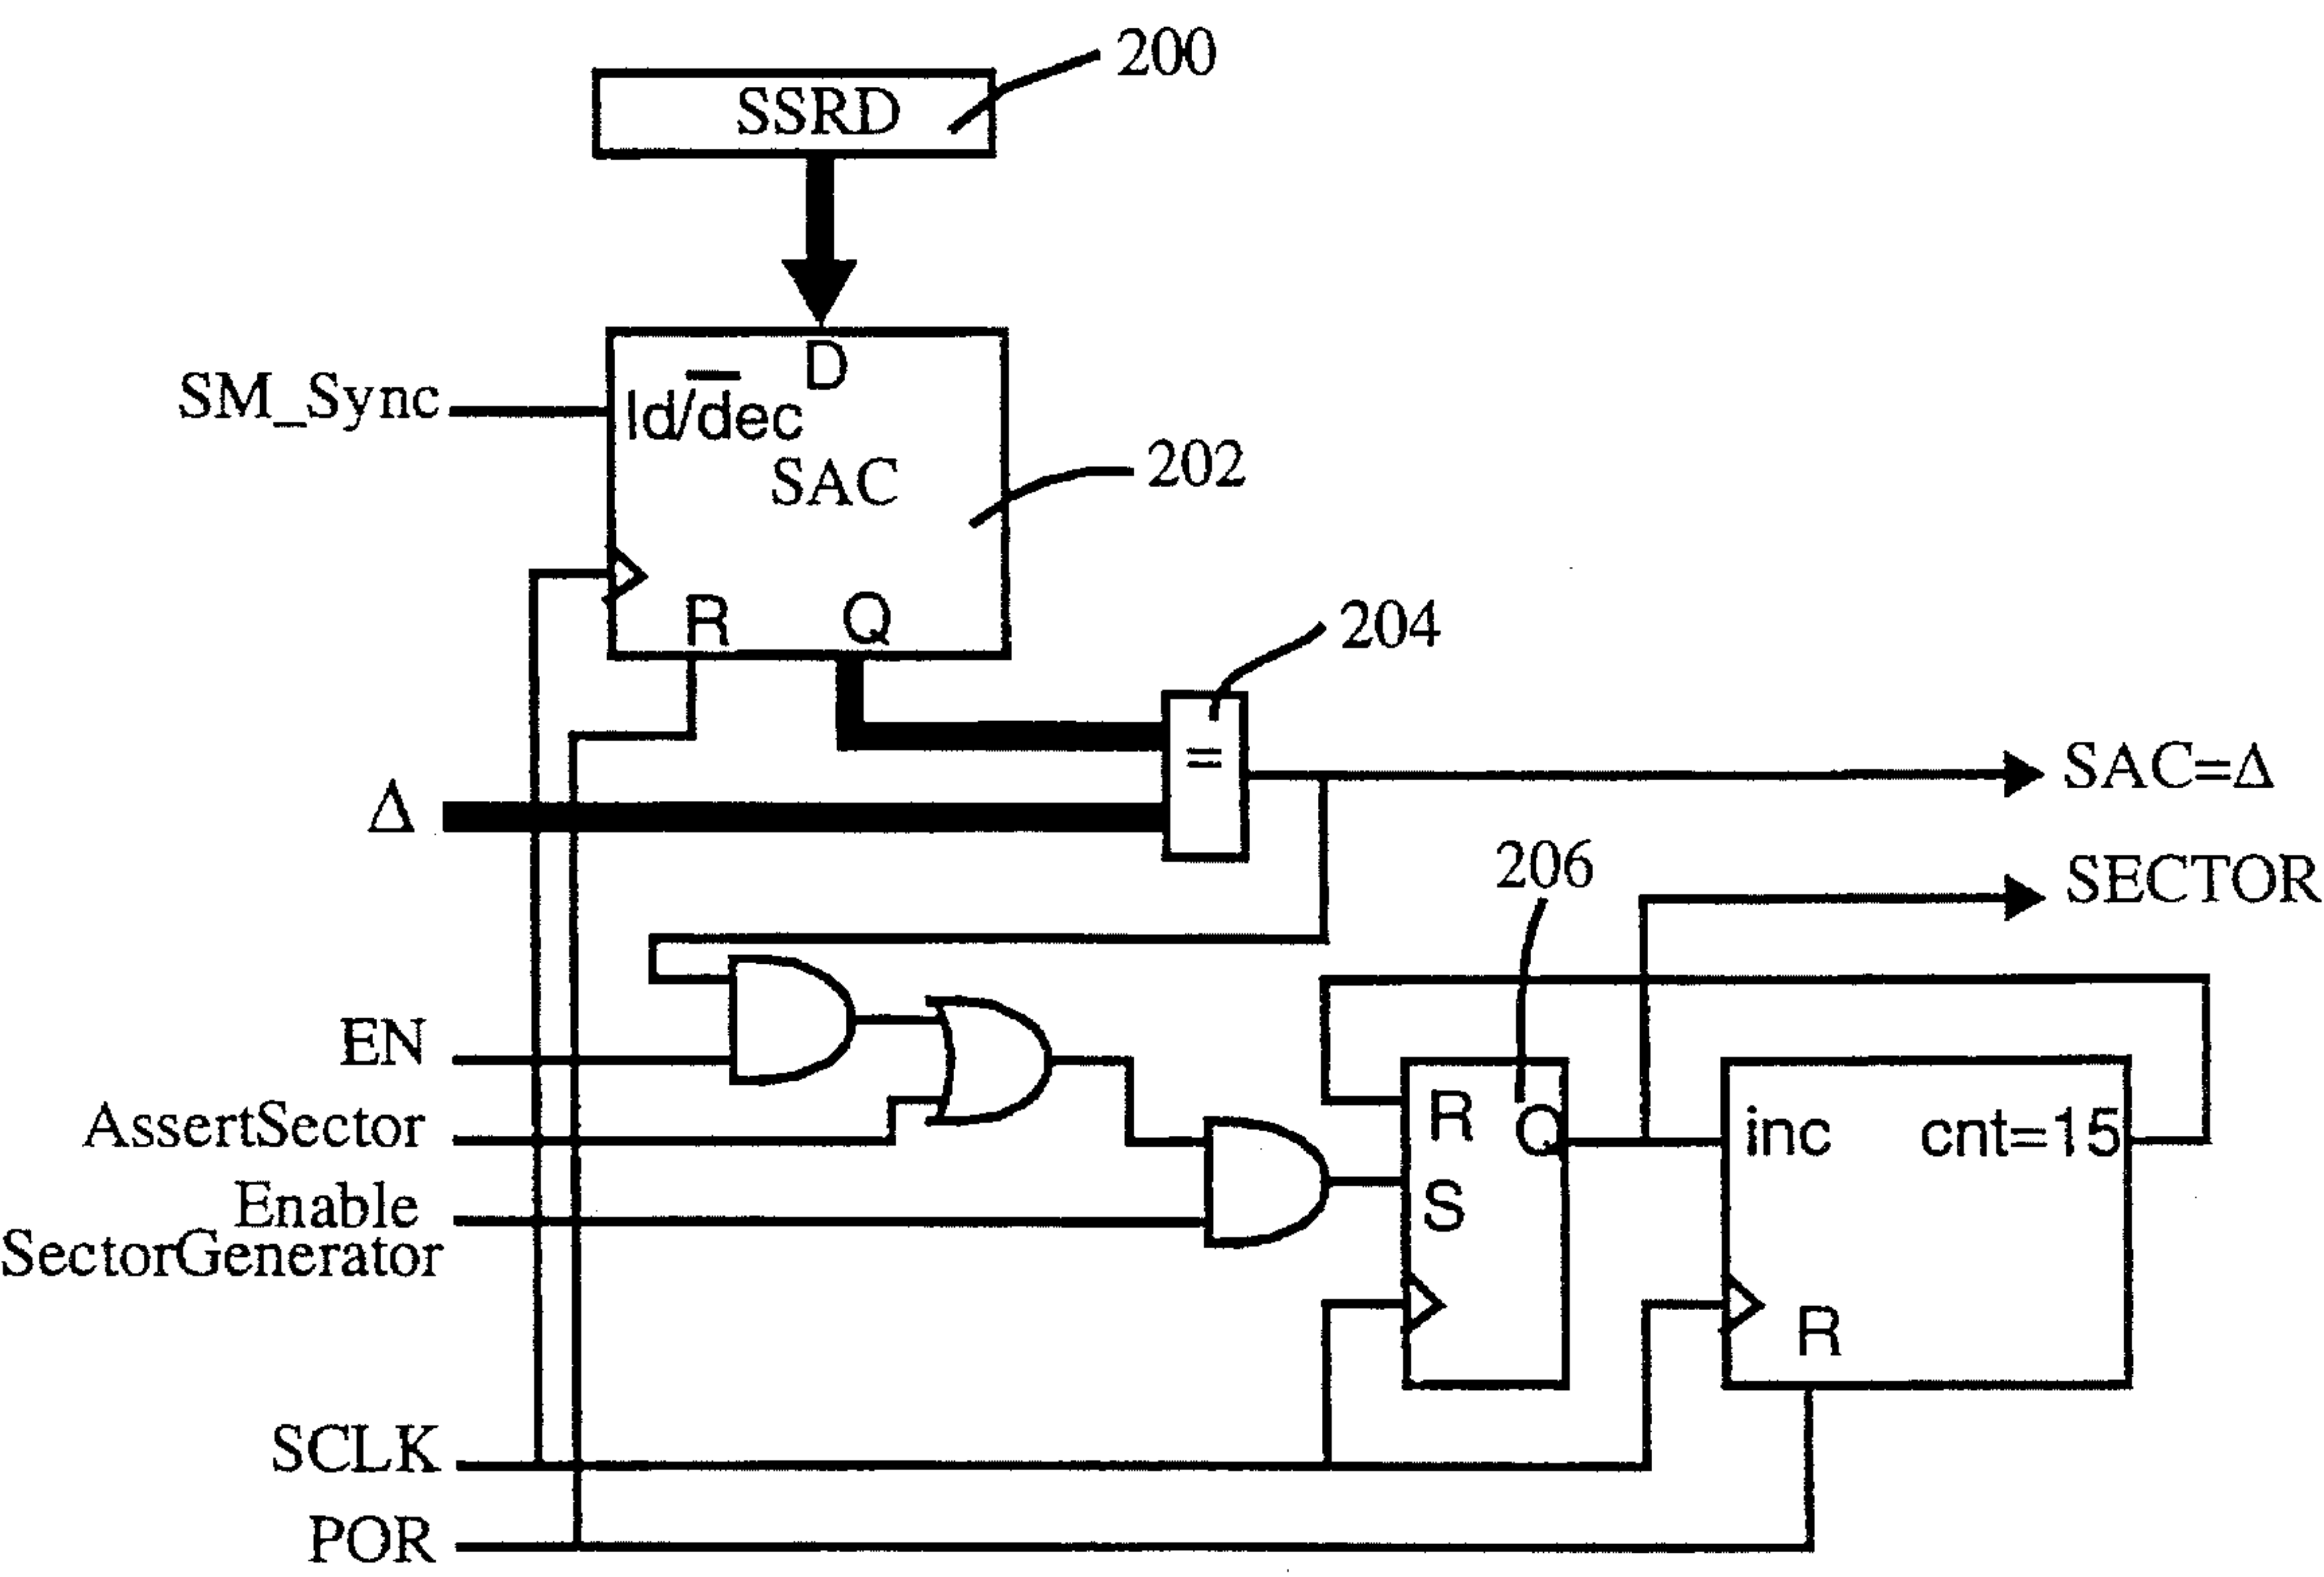 200
SSRD
D
SM_Sync
ld/d̅ec
SAC
202
R
Q
204
=
Δ
SAC=Δ
206
SECTOR
EN
AssertSector
Enable
SectorGenerator
R
Q
S
inc
cnt=15
R
SCLK
POR